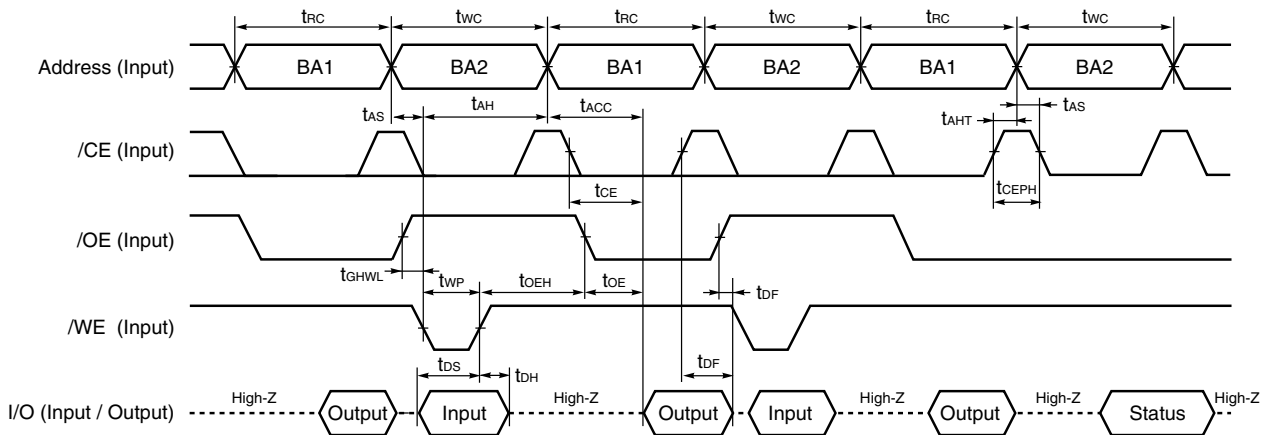 tRC tWC tRC tWC tRC tWC
Address (Input) BA1 BA2 BA1 BA2 BA1 BA2
tAS tAH tACC tAHT tAS
/CE (Input)
tCE tCEPH
/OE (Input)
tGHWL tWP tOEH tOE tDF
/WE (Input)
tDS tDH tDF
High-Z High-Z High-Z High-Z High-Z
I/O (Input / Output) Output Input Output Input Output Status